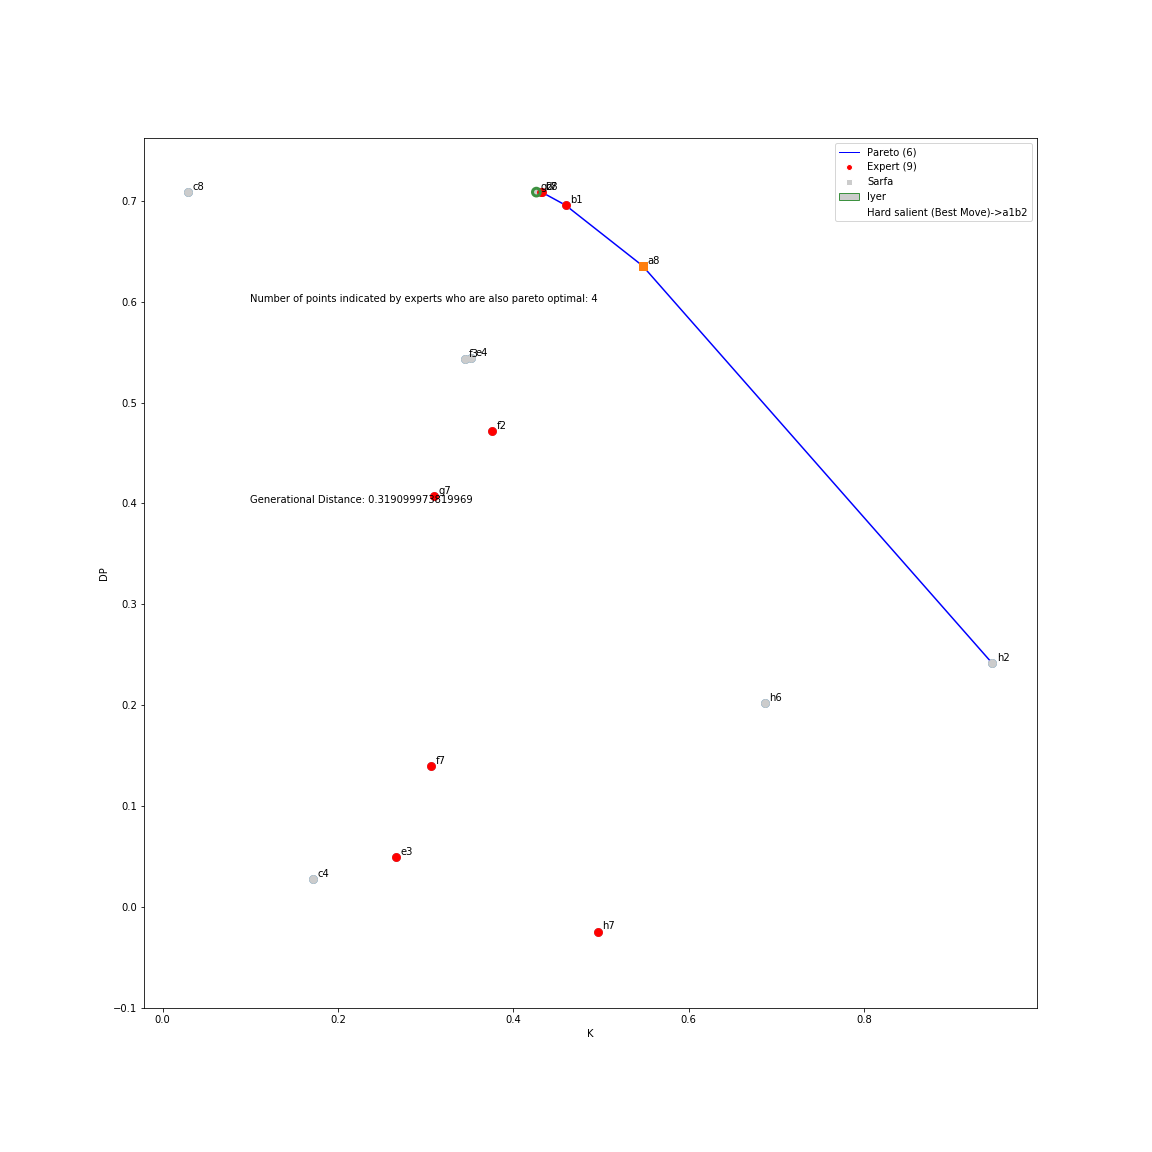 Pareto (6)
Expert (9)
Sarfa
Iyer
Hard salient (Best Move)->a1b2
c8
b1
a8
Number of points indicated by experts who are also pareto optimal: 4
f3
e4
f2
g7
Generational Distance: 0.319099973819969
h2
h6
f7
e3
c4
h7
0.7
0.6
0.5
0.4
0.3
0.2
0.1
0.0
−0.1
DP
0.0 0.2 0.4 0.6 0.8
K